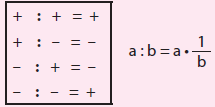 + : + = +
+ : - = -
- : + = -
- : - = +
a : b = a · 1/b